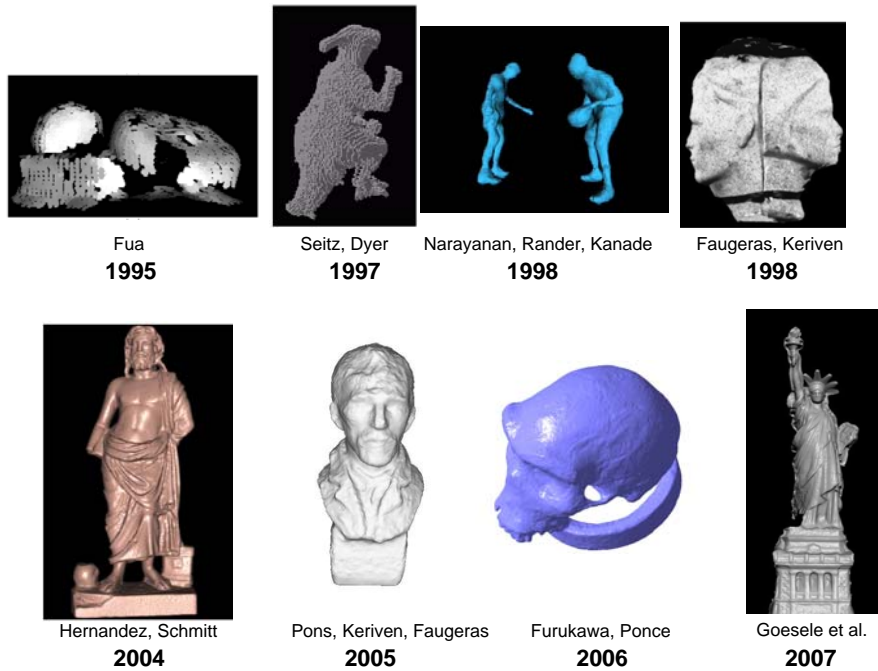 Fua
1995
Seitz, Dyer
1997
Narayanan, Rander, Kanade
1998
Faugeras, Keriven
1998
Hernandez, Schmitt
2004
Pons, Keriven, Faugeras
2005
Furukawa, Ponce
2006
Goesele et al.
2007